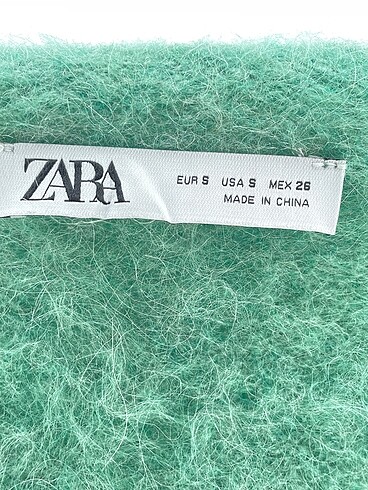 ZARA
EUR S USA S MEX 26
MADE IN CHINA